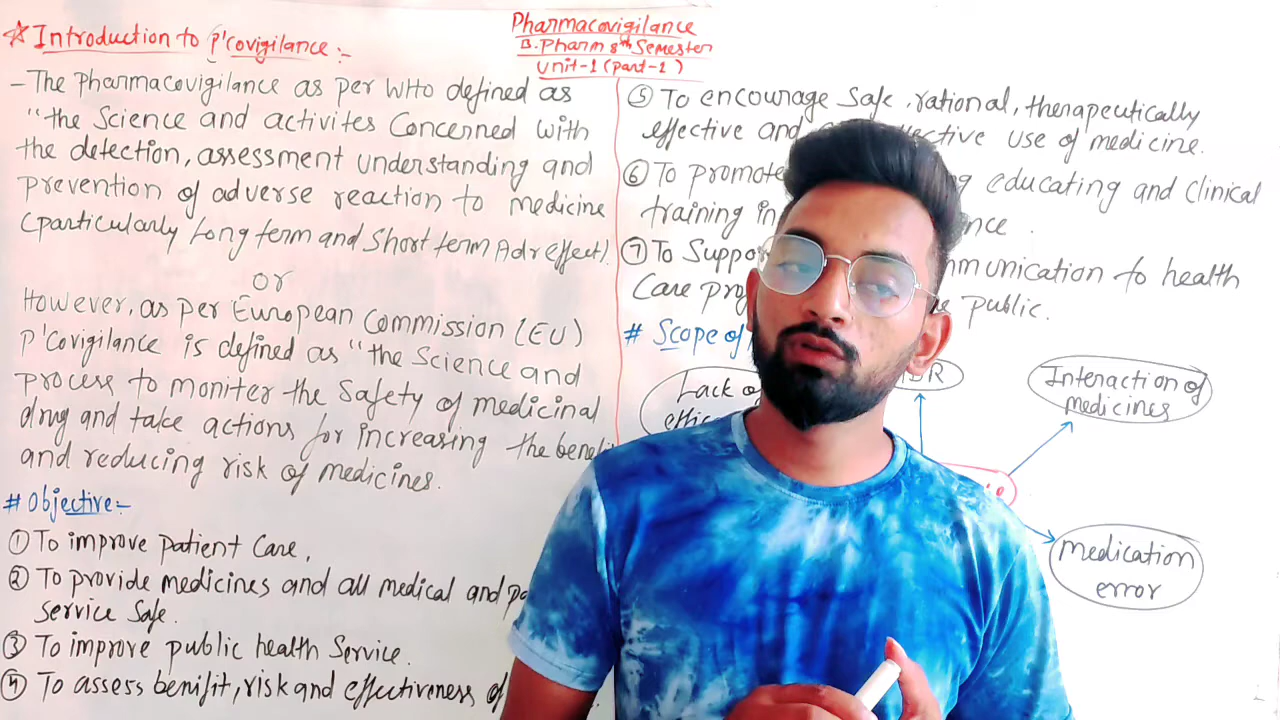 Pharmacovigilance
B. Pharm 8th Semester
Unit-1 (part-1)
☆ Introduction to P'covigilance :-
- The Pharmacovigilance as per WHO defined as
"the Science and activites Concerned with
the detection, assessment understanding and
prevention of adverse reaction to medicine
(particularly Long term and Short term Adr effect).
or
However, as per European Commission (EU)
P'Covigilance is defined as "the Science and
process to moniter the Safety of medicinal
drug and take actions for increasing the
and reducing risk of medicines.
# Objective:-
① To improve patient Care,
② To provide medicines and all medical and
service Safe.
③ To improve public health Service.
④ To assess benifit, risk and effectiveness of
⑤ To encourage Safe, rational, therapeutically
effective and use of medicine.
⑥ To promote educating and Clinical
training in
⑦ To to health
Care public.
# Scope of
Lack of
Interaction of
medicines
Medication
error